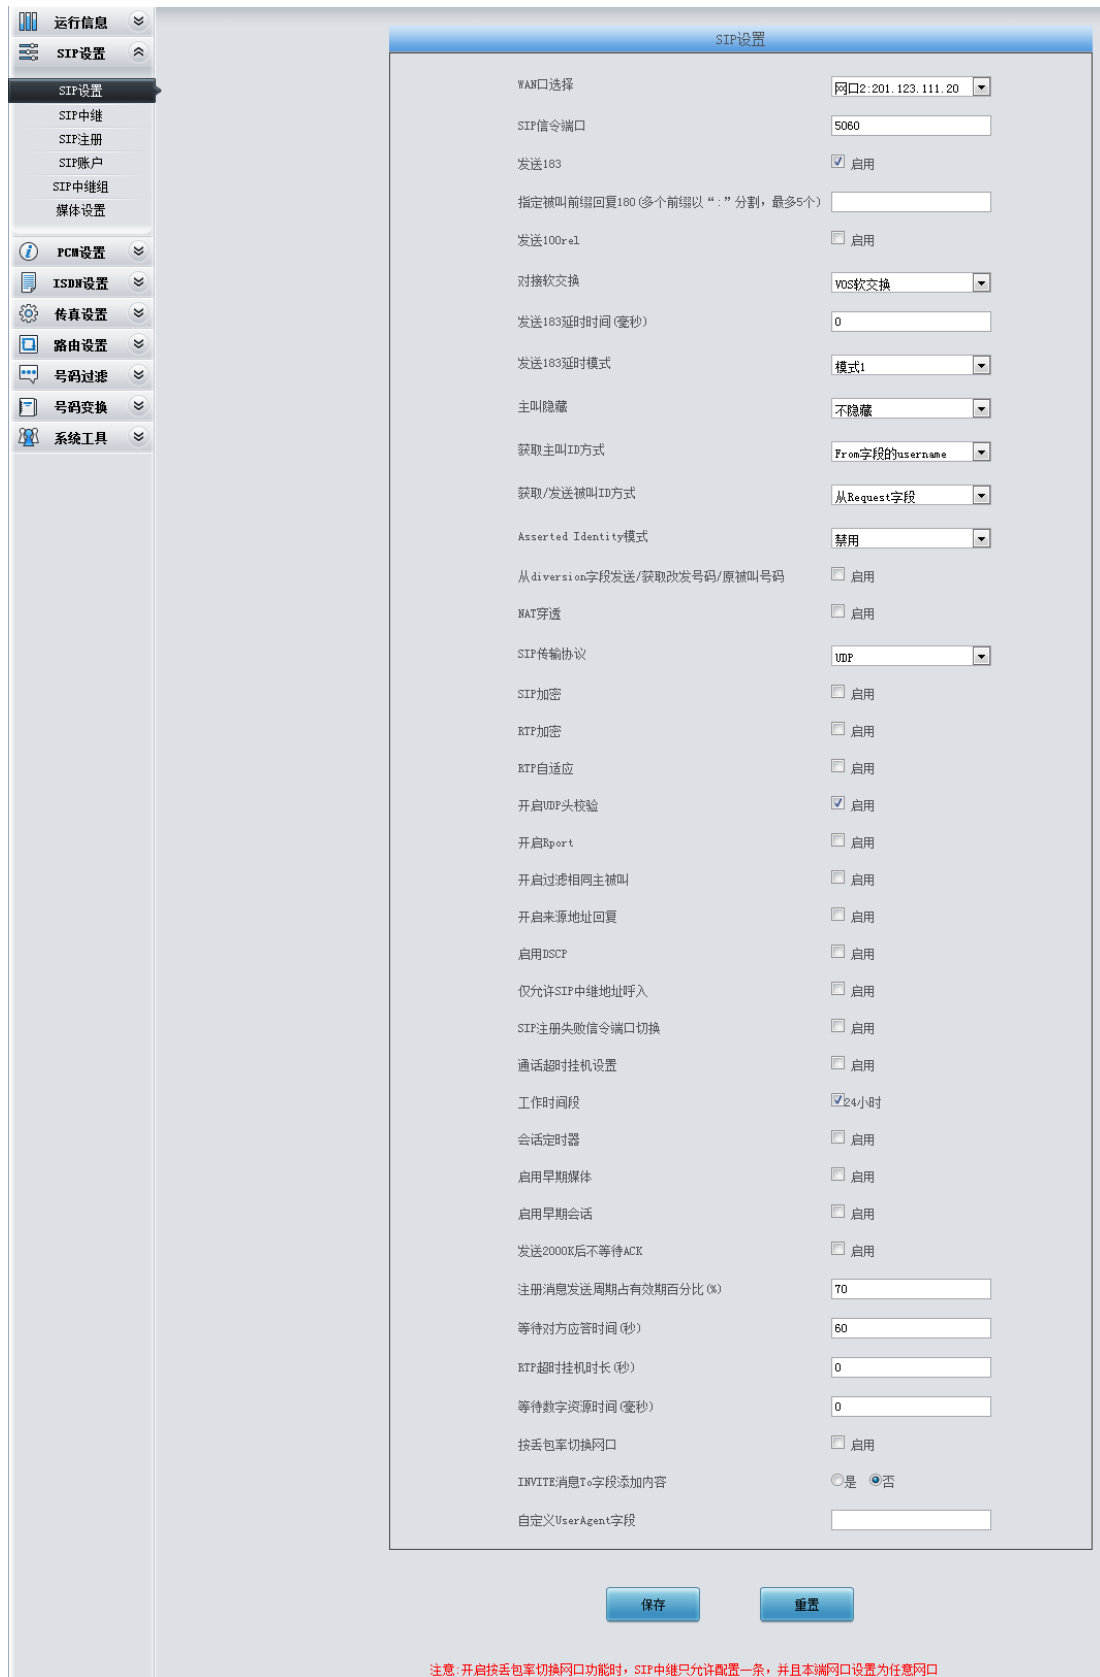 运行信息
SIP设置
SIP设置
SIP中继
SIP注册
SIP账户
SIP中继组
媒体设置
PCM设置
ISDN设置
传真设置
路由设置
号码过滤
号码变换
系统工具
SIP设置
WAN口选择 网口2:201.123.111.20
SIP信令端口 5060
发送183 启用
指定被叫前缀回复180(多个前缀以“:”分割，最多5个)
发送100rel 启用
对接软交换 VOS软交换
发送183延时时间(毫秒) 0
发送183延时模式 模式1
主叫隐藏 不隐藏
获取主叫ID方式 From字段的username
获取/发送被叫ID方式 从Request字段
Asserted Identity模式 禁用
从diversion字段发送/获取改发号码/原被叫号码 启用
NAT穿透 启用
SIP传输协议 UDP
SIP加密 启用
RTP加密 启用
RTP自适应 启用
开启UDP头校验 启用
开启Rport 启用
开启过滤相同主被叫 启用
开启来源地址回复 启用
启用DSCP 启用
仅允许SIP中继地址呼入 启用
SIP注册失败信令端口切换 启用
通话超时挂机设置 启用
工作时间段 24小时
会话定时器 启用
启用早期媒体 启用
启用早期会话 启用
发送200OK后不等待ACK 启用
注册消息发送周期占有效期百分比(%) 70
等待对方应答时间(秒) 60
RTP超时挂机时长(秒) 0
等待数字资源时间(毫秒) 0
按丢包率切换网口 启用
INVITE消息To字段添加内容 是 否
自定义UserAgent字段
保存 重置
注意:开启按丢包率切换网口功能时，SIP中继只允许配置一条，并且本端网口设置为任意网口